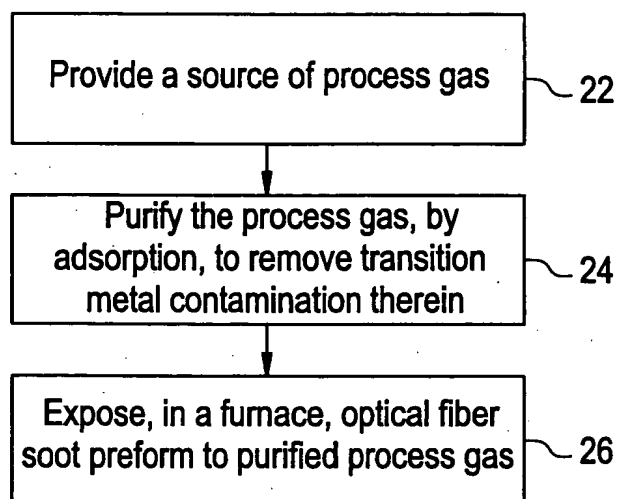 Provide a source of process gas
22
Purify the process gas, by
adsorption, to remove transition
metal contamination therein
24
Expose, in a furnace, optical fiber
soot preform to purified process gas
26